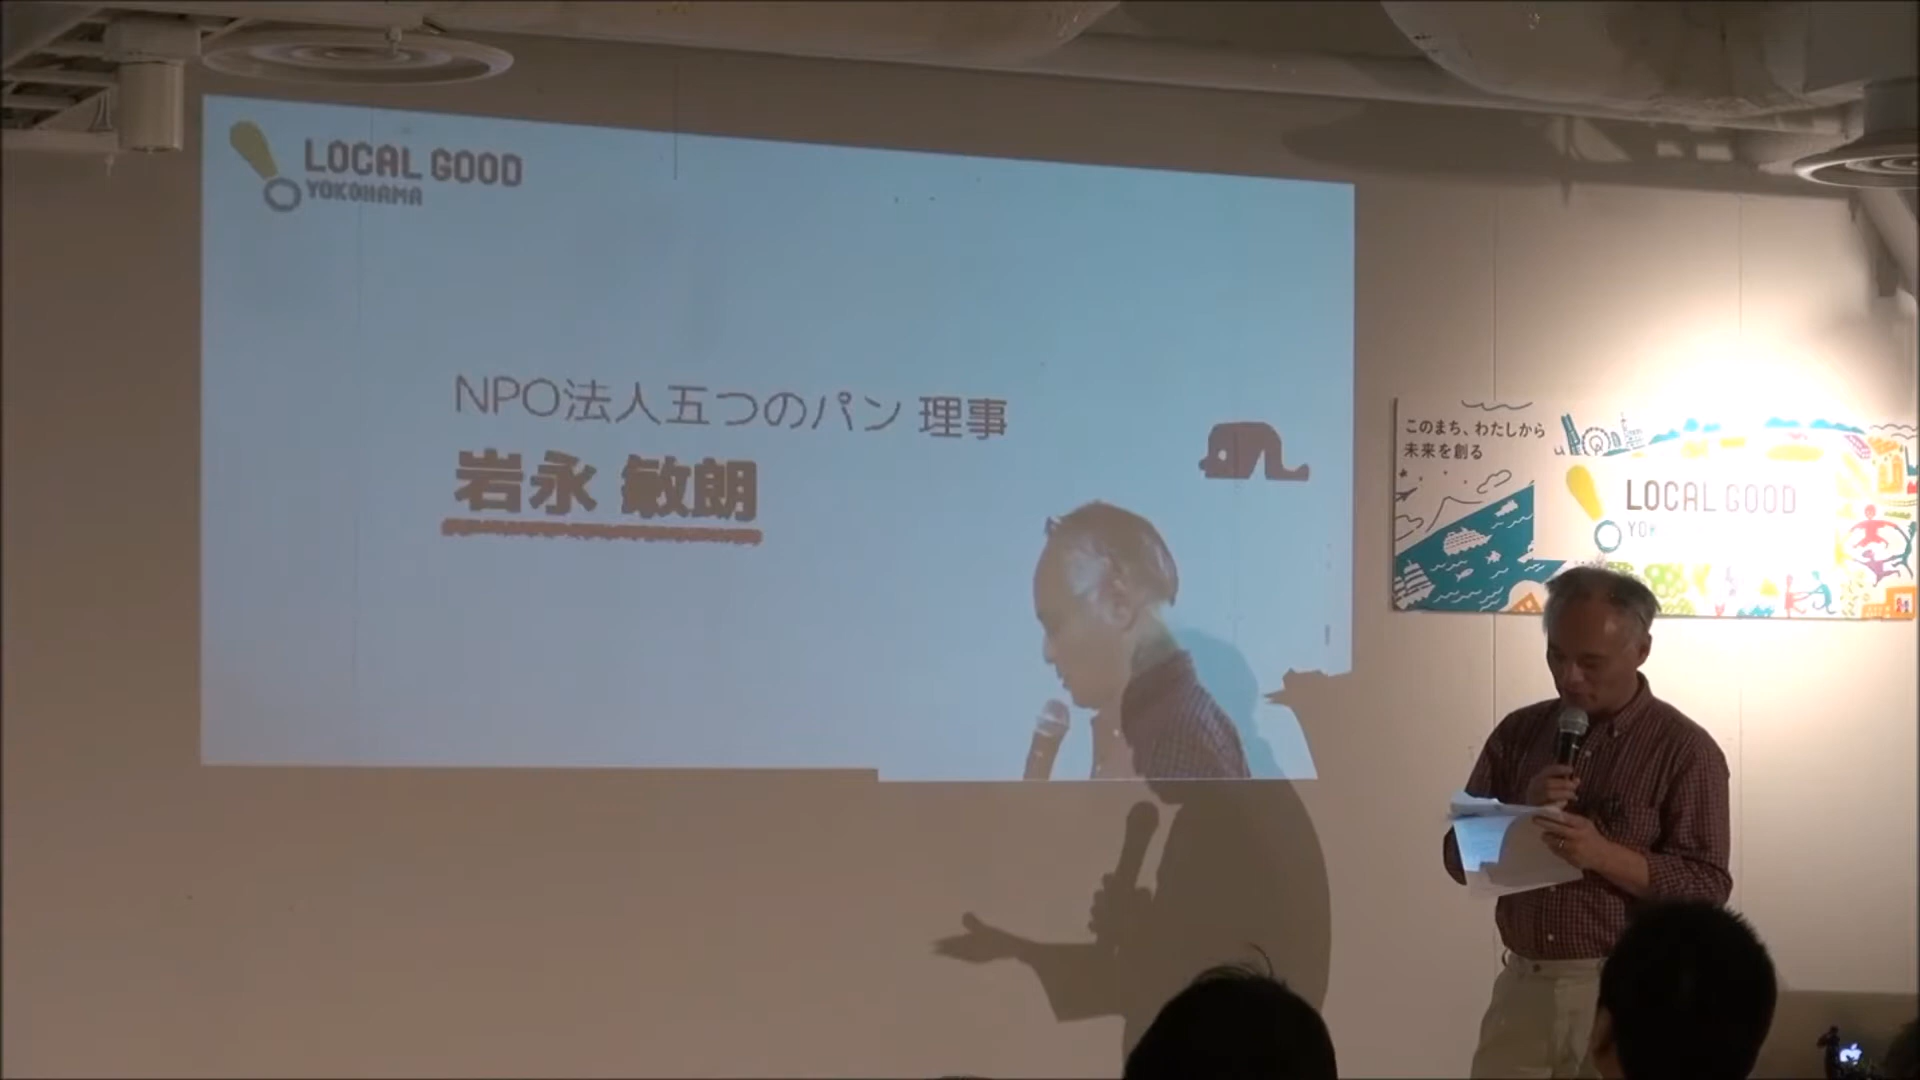 LOCAL GOOD
YOKOHAMA
NPO法人五つのパン 理事
岩永 敏朗
このまち、わたしから
未来を創る
LOCAL GOOD